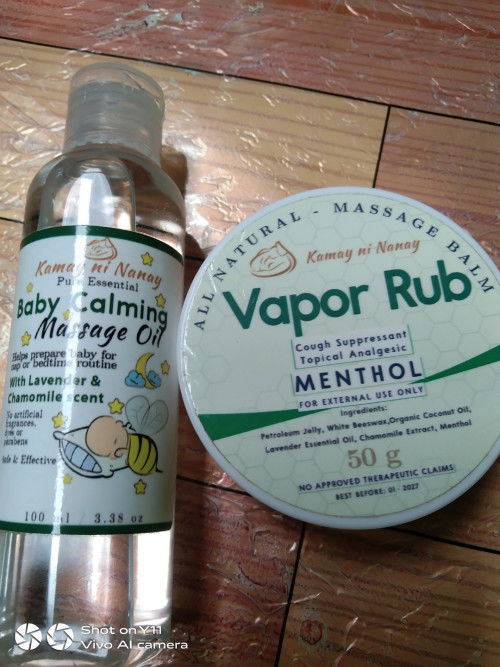 Kamay ni Nanay
Pure Essential
Baby Calming
Massage Oil
Helps prepare baby for
nap or bedtime routine
With Lavender &
Chamomile scent
No artificial
fragrances,
dyes or
parabens
Safe & Effective
100 ml / 3.38 oz
ALL NATURAL - MASSAGE BALM
Kamay ni Nanay
Vapor Rub
Cough Suppressant
Topical Analgesic
MENTHOL
FOR EXTERNAL USE ONLY
Ingredients:
Petroleum Jelly, White Beeswax,Organic Coconut Oil,
Lavender Essential Oil, Chamomile Extract, Menthol
50 g
NO APPROVED THERAPEUTIC CLAIMS
BEST BEFORE: 01 - 2027
Shot on Y11
Vivo AI camera